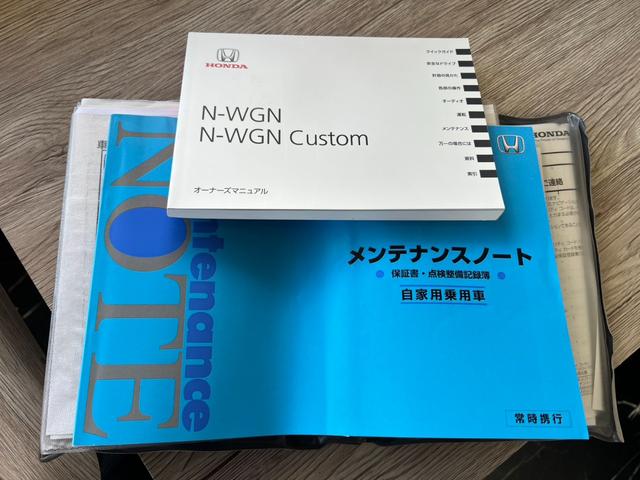 HONDA
N-WGN
N-WGN Custom
オーナーズマニュアル
クイックガイド
安全なドライブ
計器の見かた
各部の操作
オーディオ
運転
メンテナンス
万一の場合には
資料
索引
Maintenance
NOTE
メンテナンスノート
保証書・点検整備記録簿
自家用乗用車
常時携行
HONDA
ご連絡
車